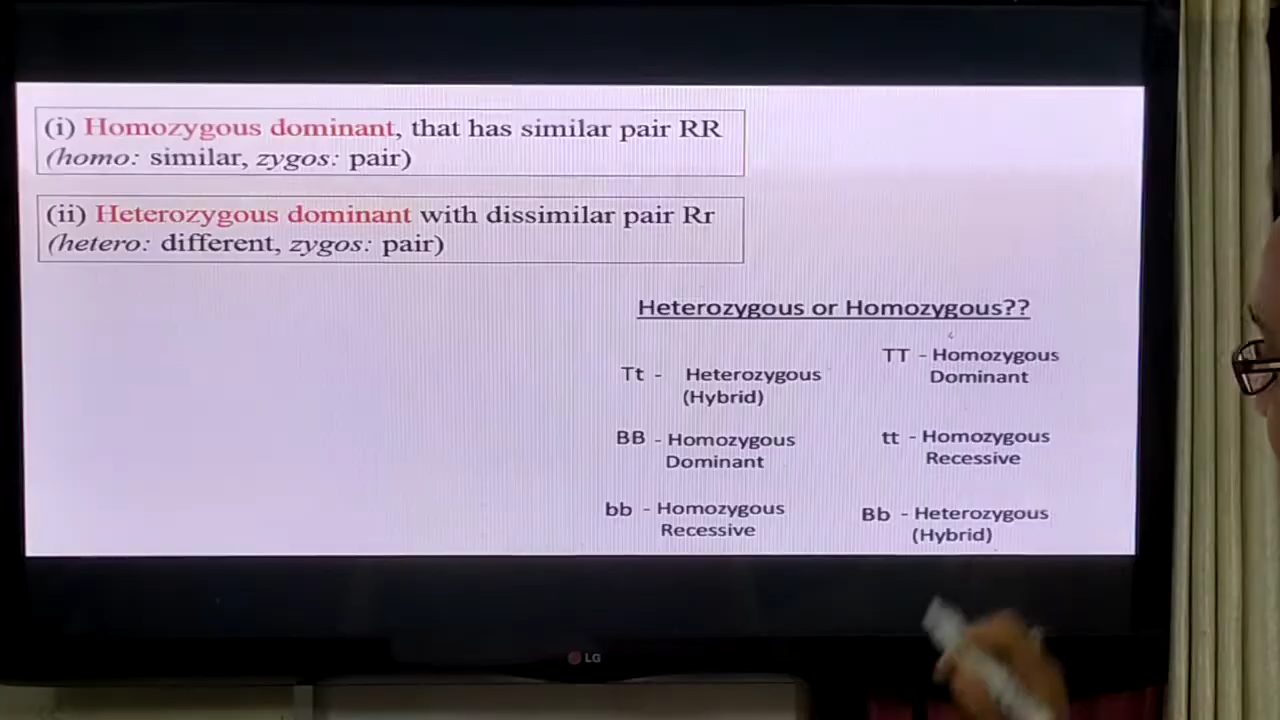 (i) Homozygous dominant, that has similar pair RR
(homo: similar, zygos: pair)
(ii) Heterozygous dominant with dissimilar pair Rr
(hetero: different, zygos: pair)
Heterozygous or Homozygous??
Tt - Heterozygous
(Hybrid)
TT - Homozygous
Dominant
BB - Homozygous
Dominant
tt - Homozygous
Recessive
bb - Homozygous
Recessive
Bb - Heterozygous
(Hybrid)
LG